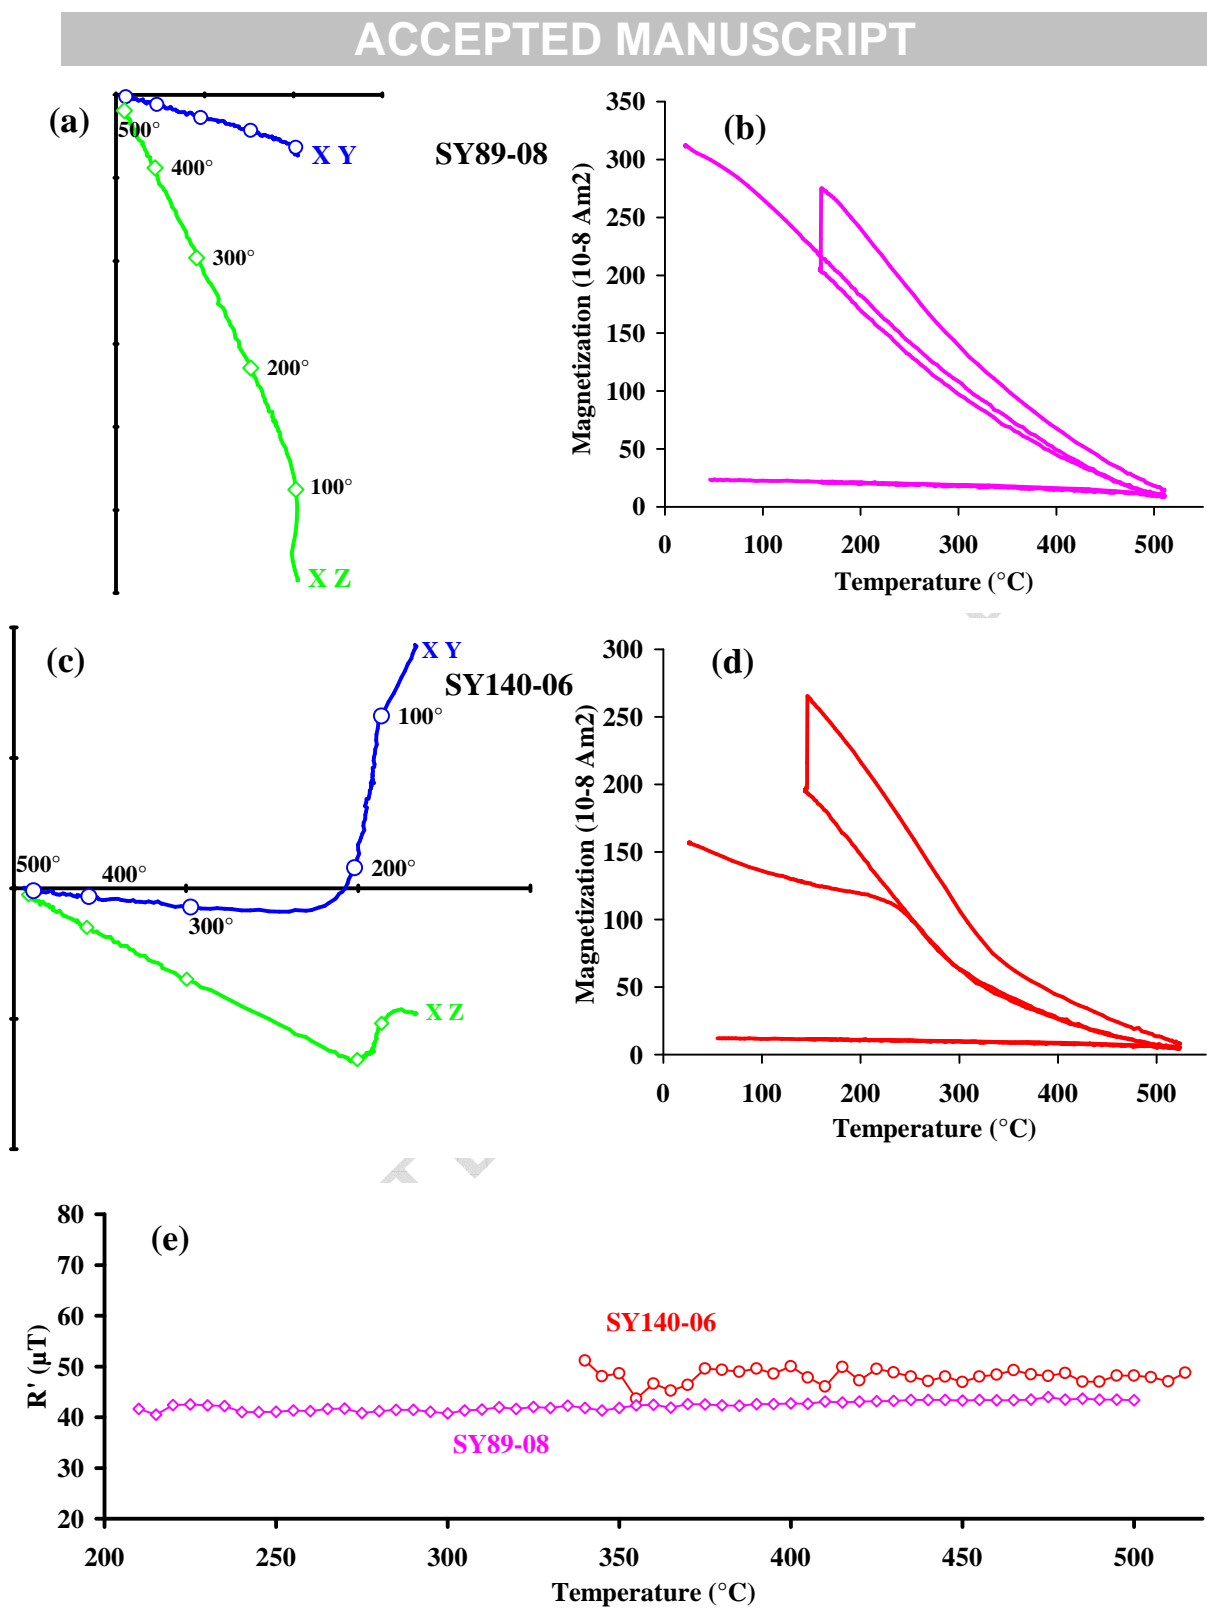 ACCEPTED MANUSCRIPT
(a)
500°
400°
300°
200°
100°
X Y
X Z
SY89-08
(b)
Magnetization (10-8 Am2)
350
300
250
200
150
100
50
0
0 100 200 300 400 500
Temperature (°C)
(c)
X Y
SY140-06
100°
200°
500°
400°
300°
X Z
(d)
Magnetization (10-8 Am2)
300
250
200
150
100
50
0
0 100 200 300 400 500
Temperature (°C)
(e)
R' (µT)
80
70
60
50
40
30
20
SY140-06
SY89-08
200 250 300 350 400 450 500
Temperature (°C)